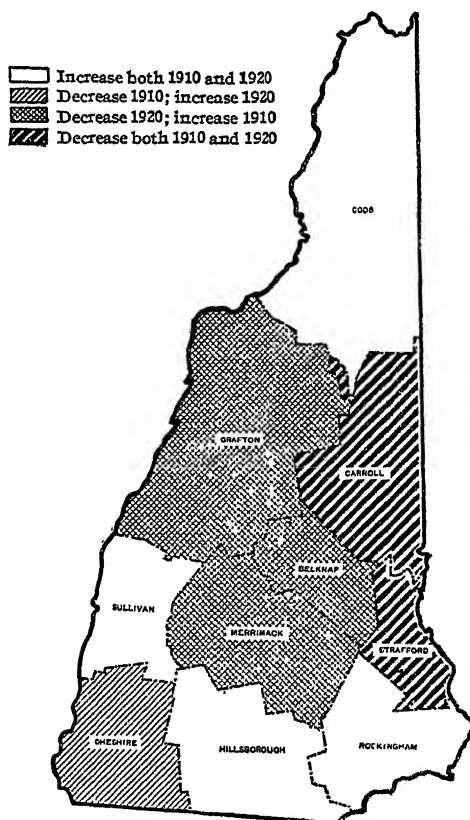 Increase both 1910 and 1920
Decrease 1910; increase 1920
Decrease 1920; increase 1910
Decrease both 1910 and 1920
COOS
GRAFTON
CARROLL
BELKNAP
SULLIVAN
MERRIMACK
STRAFFORD
CHESHIRE
HILLSBOROUGH
ROCKINGHAM